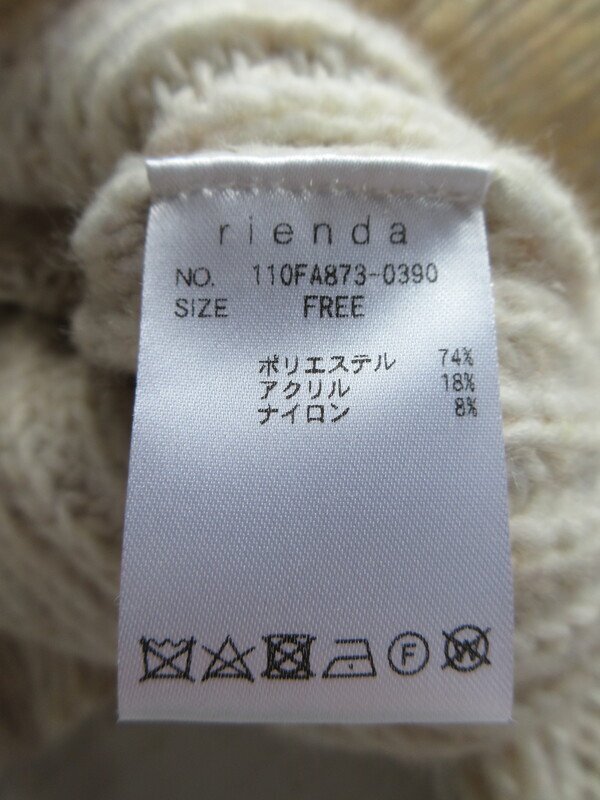 rienda
NO. 110FA873-0390
SIZE FREE
ポリエステル 74%
アクリル 18%
ナイロン 8%
F W